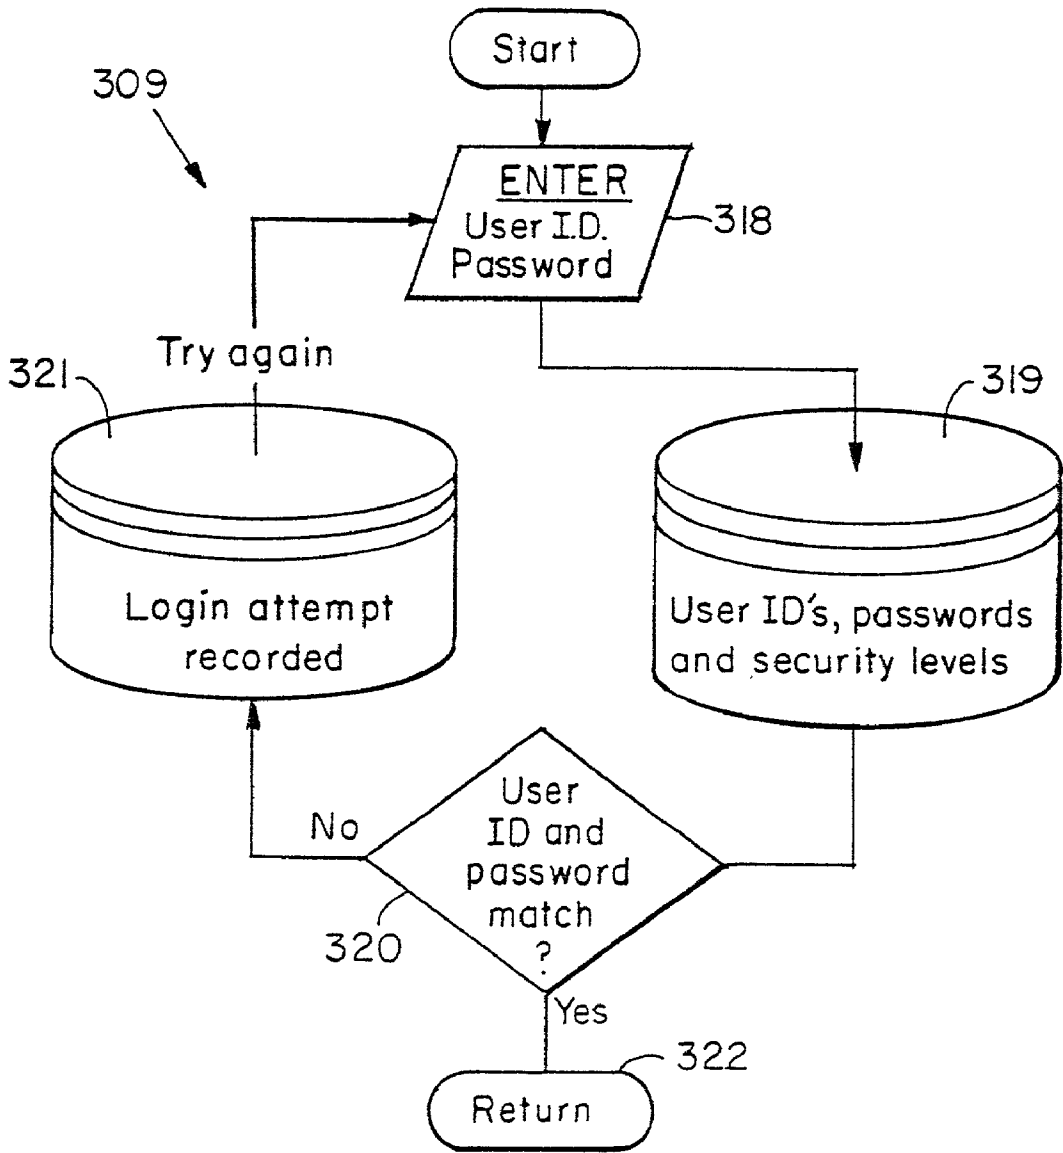 Start
309
ENTER
User I.D.
Password
318
Try again
321
319
Login attempt
recorded
User ID's, passwords
and security levels
User
ID and
password
match
?
No
320
Yes
322
Return